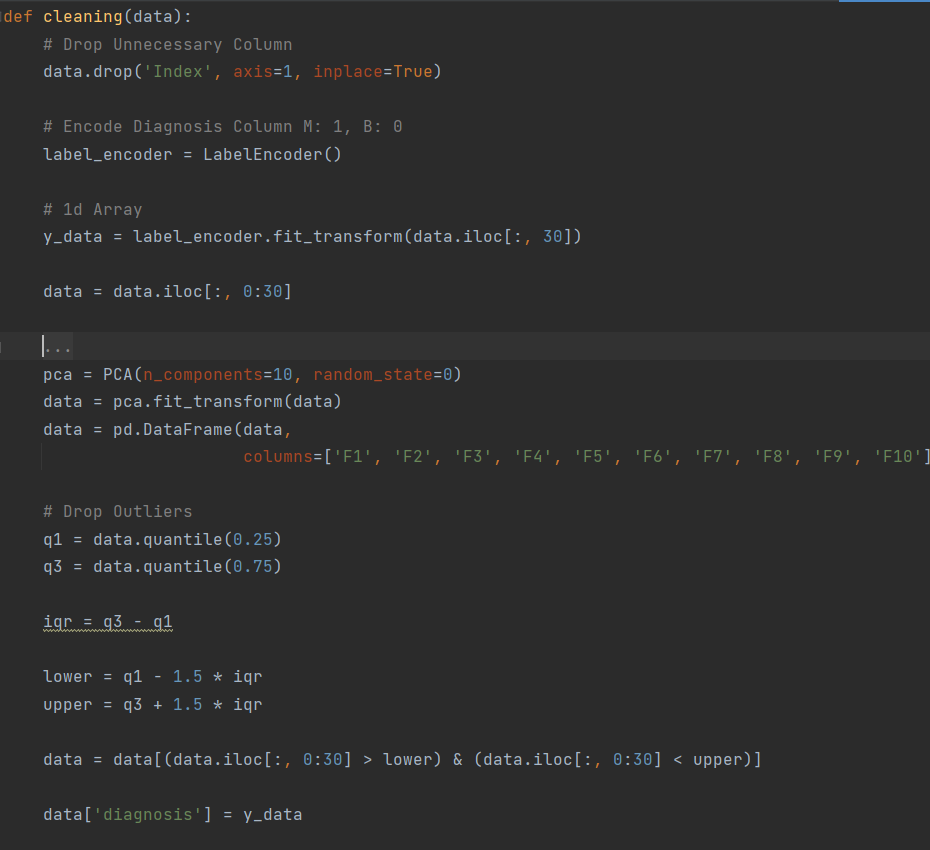 def cleaning(data):
    # Drop Unnecessary Column
    data.drop('Index', axis=1, inplace=True)

    # Encode Diagnosis Column M: 1, B: 0
    label_encoder = LabelEncoder()

    # 1d Array
    y_data = label_encoder.fit_transform(data.iloc[:, 30])

    data = data.iloc[:, 0:30]

    ...
    pca = PCA(n_components=10, random_state=0)
    data = pca.fit_transform(data)
    data = pd.DataFrame(data,
                        columns=['F1', 'F2', 'F3', 'F4', 'F5', 'F6', 'F7', 'F8', 'F9', 'F10']

    # Drop Outliers
    q1 = data.quantile(0.25)
    q3 = data.quantile(0.75)

    iqr = q3 - q1

    lower = q1 - 1.5 * iqr
    upper = q3 + 1.5 * iqr

    data = data[(data.iloc[:, 0:30] > lower) & (data.iloc[:, 0:30] < upper)]

    data['diagnosis'] = y_data